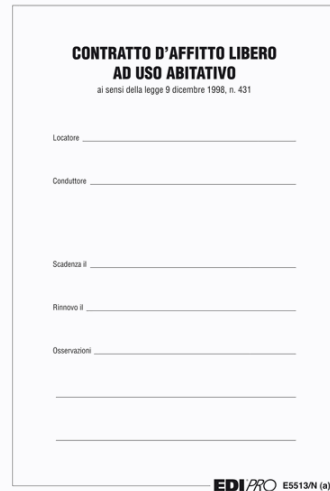 CONTRATTO D'AFFITTO LIBERO
AD USO ABITATIVO
ai sensi della legge 9 dicembre 1998, n. 431
Locatore
Conduttore
Scadenza il
Rinnovo il
Osservazioni
EDIPRO E5513/N (a)